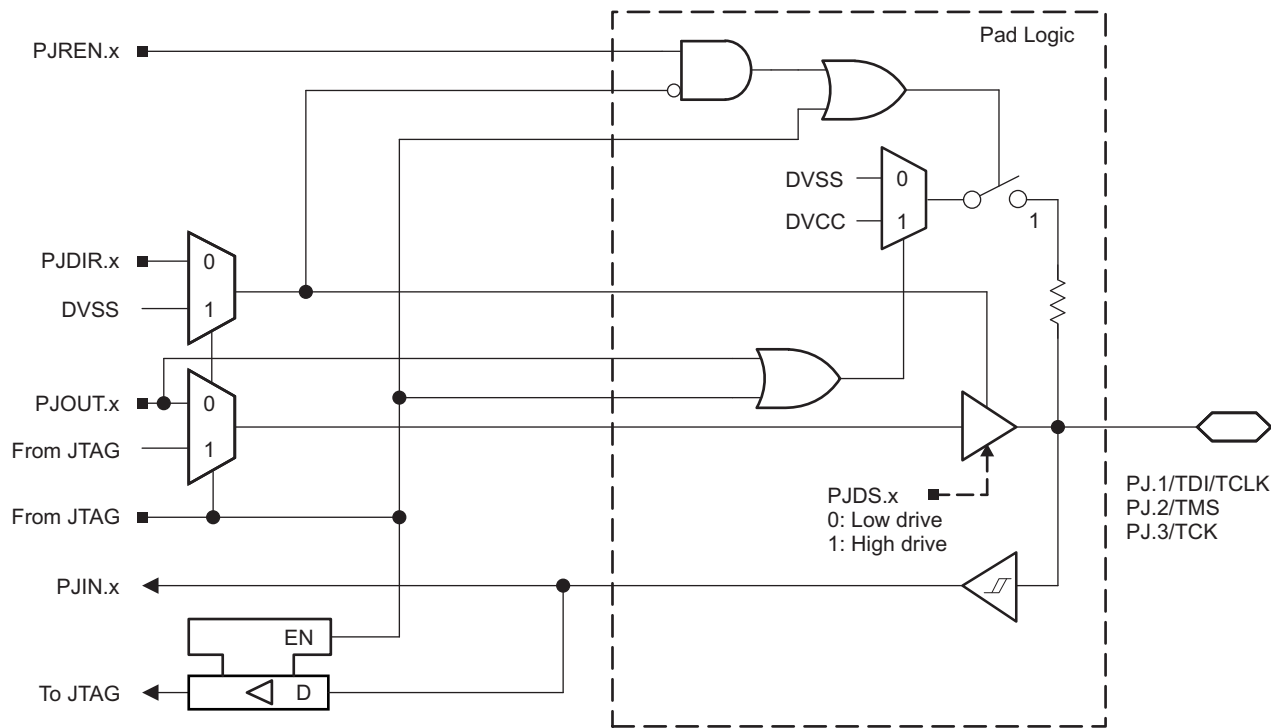 Pad Logic
PJREN.x
DVSS
0
DVCC
1
1
PJDIR.x
0
DVSS
1
PJOUT.x
0
From JTAG
1
From JTAG
PJDS.x
0: Low drive
1: High drive
PJ.1/TDI/TCLK
PJ.2/TMS
PJ.3/TCK
PJIN.x
EN
To JTAG
D